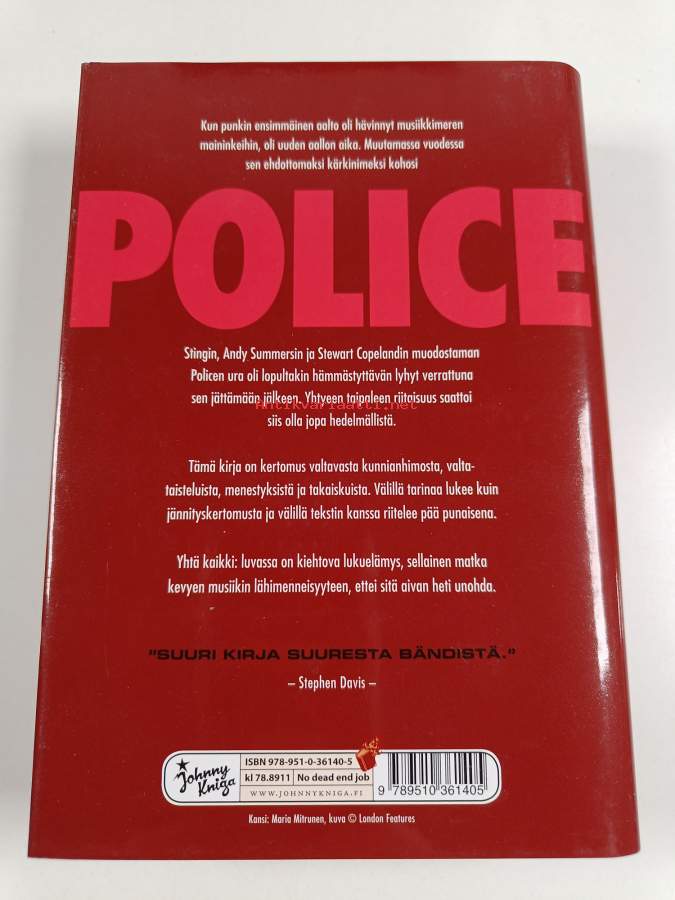 Kun punkin ensimmäinen aalto oli hävinnyt musiikkimeren
maininkeihin, oli uuden aallon aika. Muutamassa vuodessa
sen ehdottomaksi kärkinimeksi kohosi
POLICE
Stingin, Andy Summersin ja Stewart Copelandin muodostaman
Policen ura oli lopultakin hämmästyttävän lyhyt verrattuna
sen jättämään jälkeen. Yhtyeen taipaleen riitaisuus saattoi
Antikvariaatti.net
siis olla jopa hedelmällistä.
Tämä kirja on kertomus valtavasta kunnianhimosta, valta-
taisteluista, menestyksistä ja takaiskuista. Välillä tarinaa lukee kuin
jännityskertomusta ja välillä tekstin kanssa riitelee pää punaisena.
Yhtä kaikki: luvassa on kiehtova lukuelämys, sellainen matka
kevyen musiikin lähimenneisyyteen, ettei sitä aivan heti unohda.
"SUURI KIRJA SUURESTA BÄNDISTÄ."
– Stephen Davis –
Johnny
Kniga
ISBN 978-951-0-36140-5
kl 78.8911 No dead end job
WWW.JOHNNYKNIGA.FI
9 789510 361405
Kansi: Maria Mitrunen, kuva © London Features